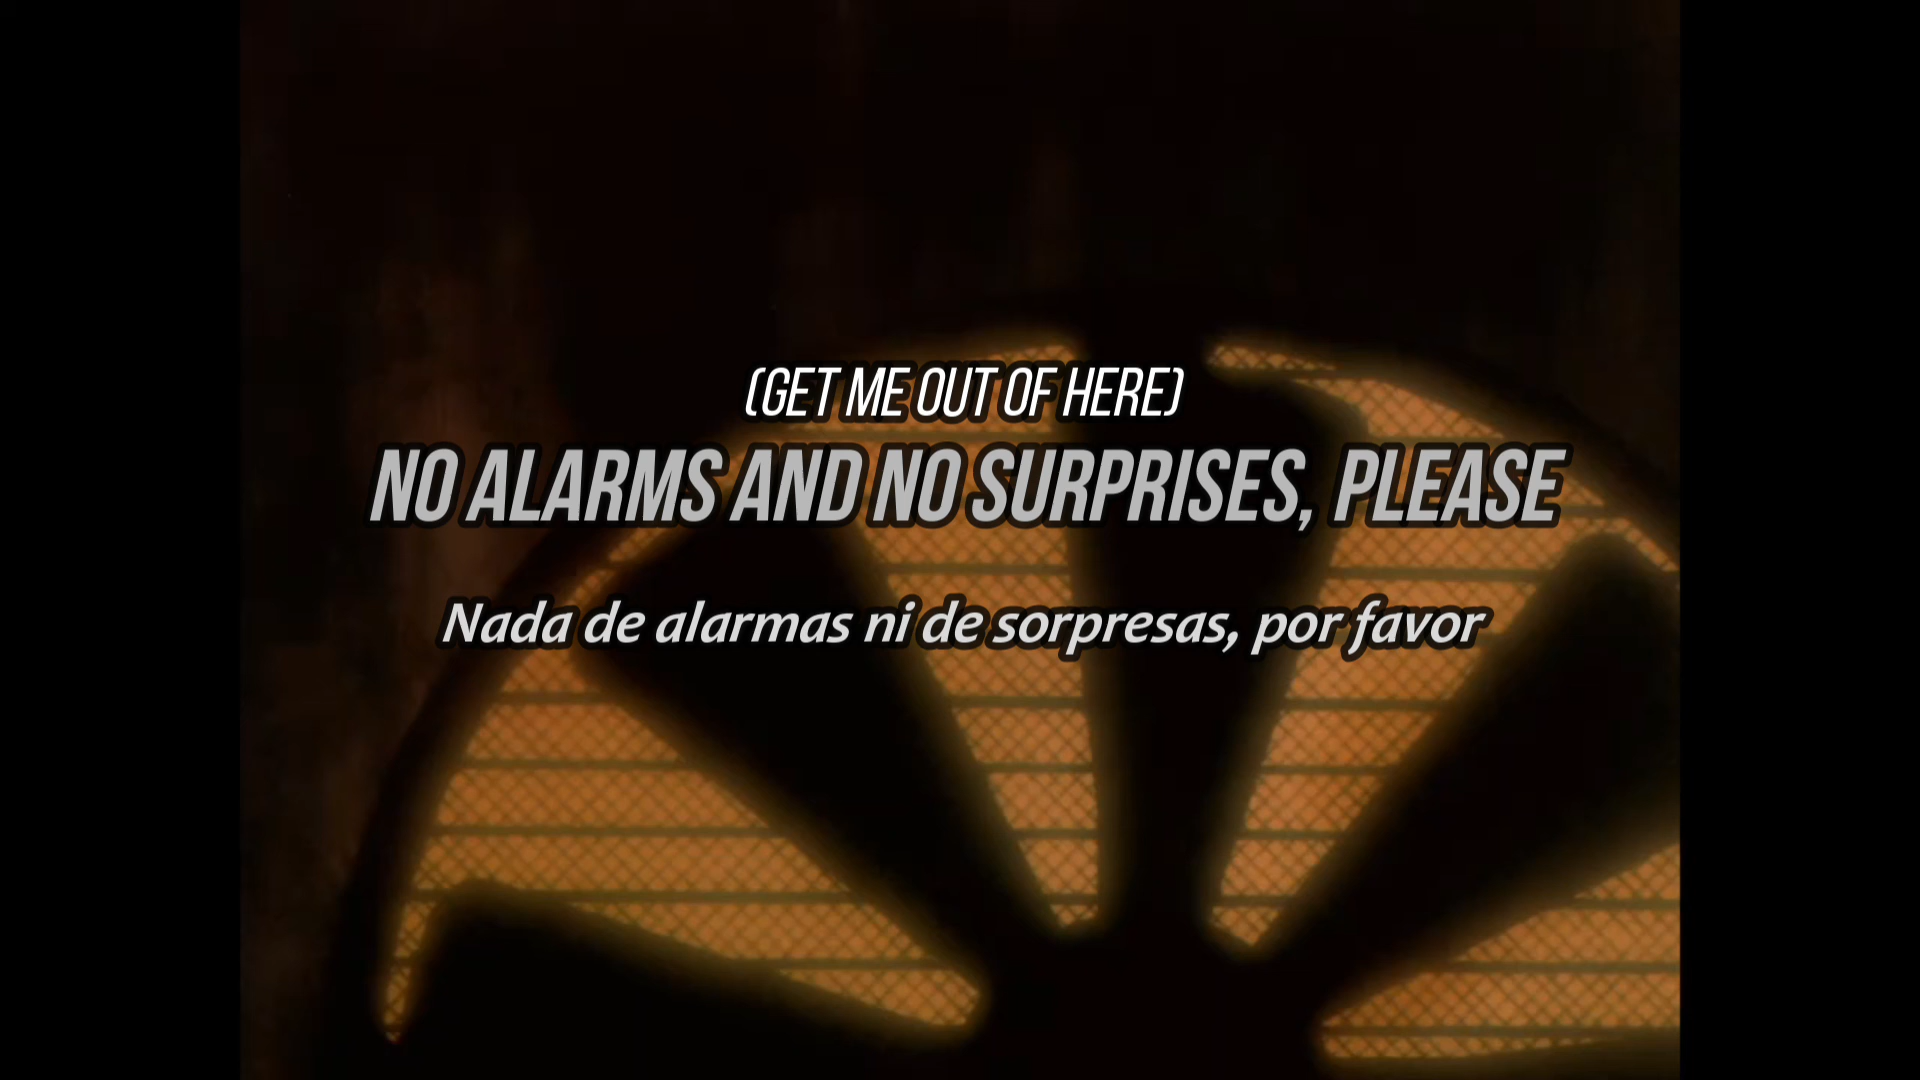 (GET ME OUT OF HERE)
NO ALARMS AND NO SURPRISES, PLEASE
Nada de alarmas ni de sorpresas, por favor